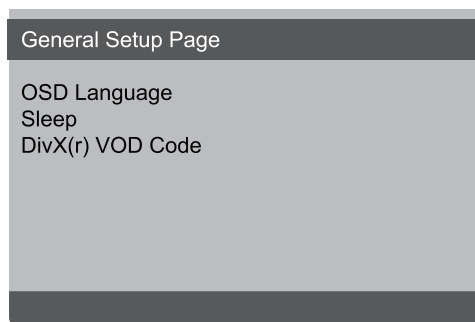 General Setup Page
OSD Language
Sleep
DivX(r) VOD Code